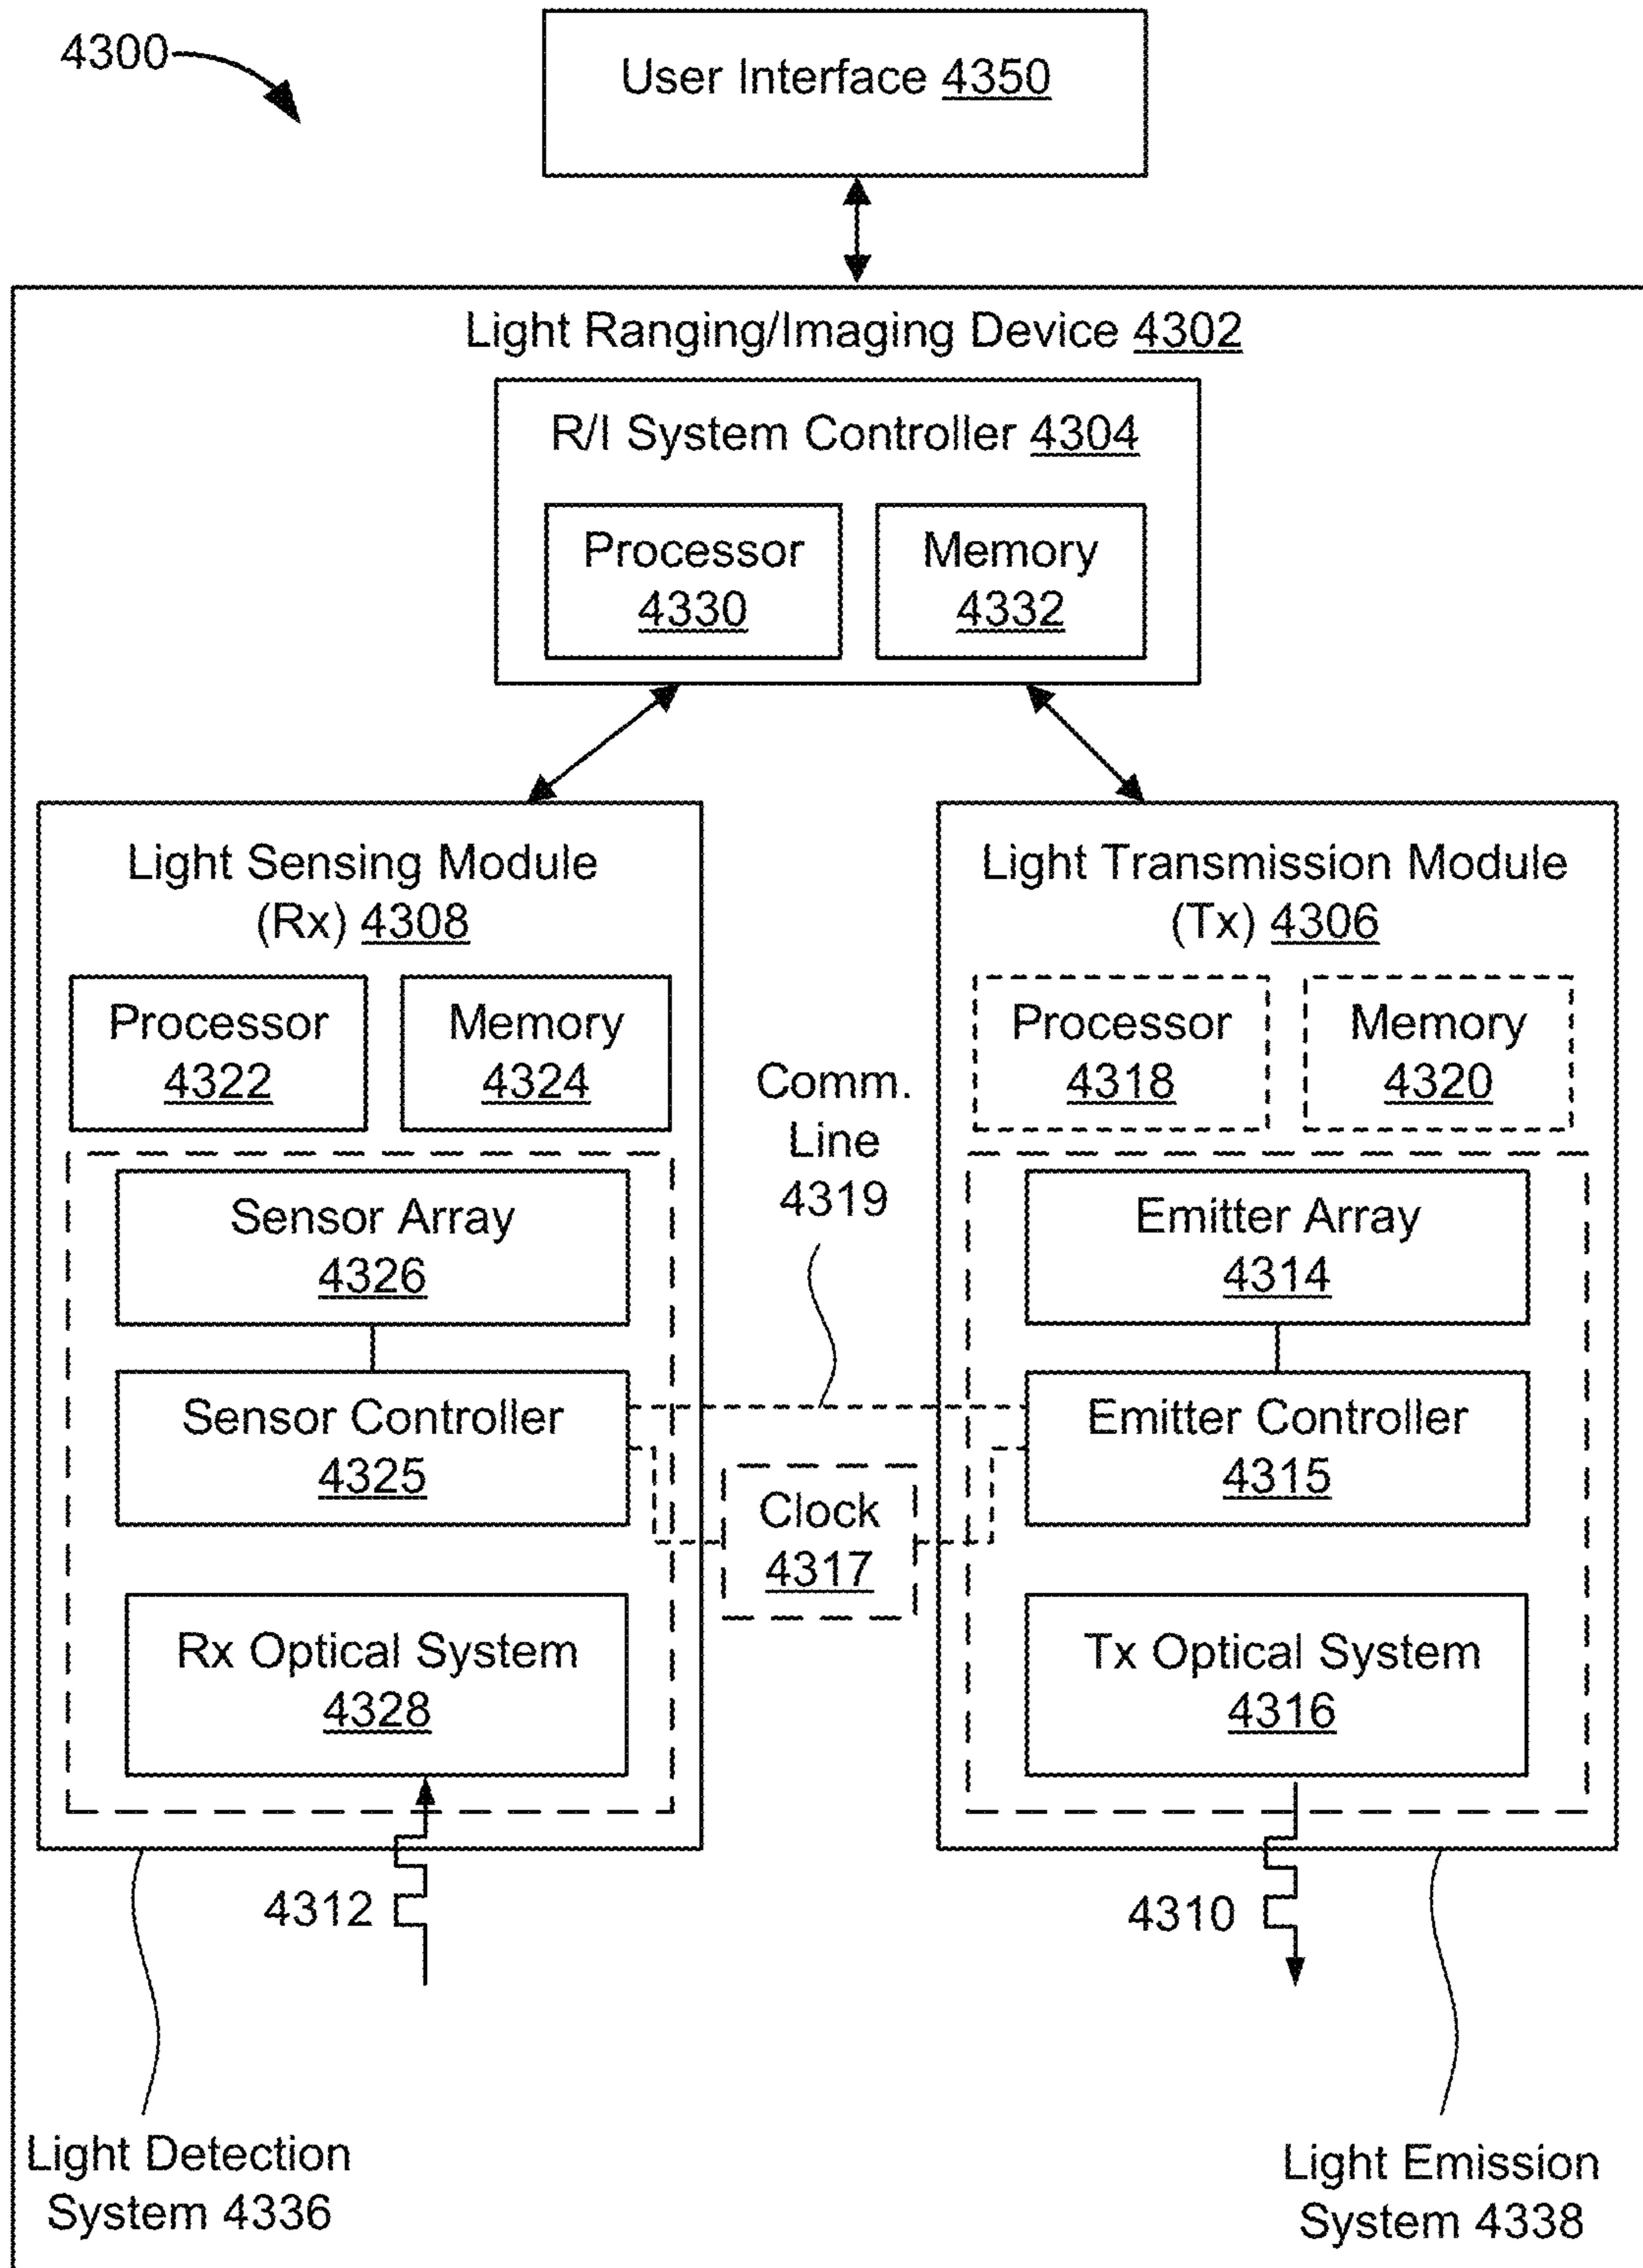 4300
User Interface 4350
Light Ranging/Imaging Device 4302
R/I System Controller 4304
Processor
4330
Memory
4332
Light Sensing Module
(Rx) 4308
Processor
4322
Memory
4324
Sensor Array
4326
Sensor Controller
4325
Rx Optical System
4328
4312
Light Detection
System 4336
Comm.
Line
4319
Clock
4317
Light Transmission Module
(Tx) 4306
Processor
4318
Memory
4320
Emitter Array
4314
Emitter Controller
4315
Tx Optical System
4316
4310
Light Emission
System 4338